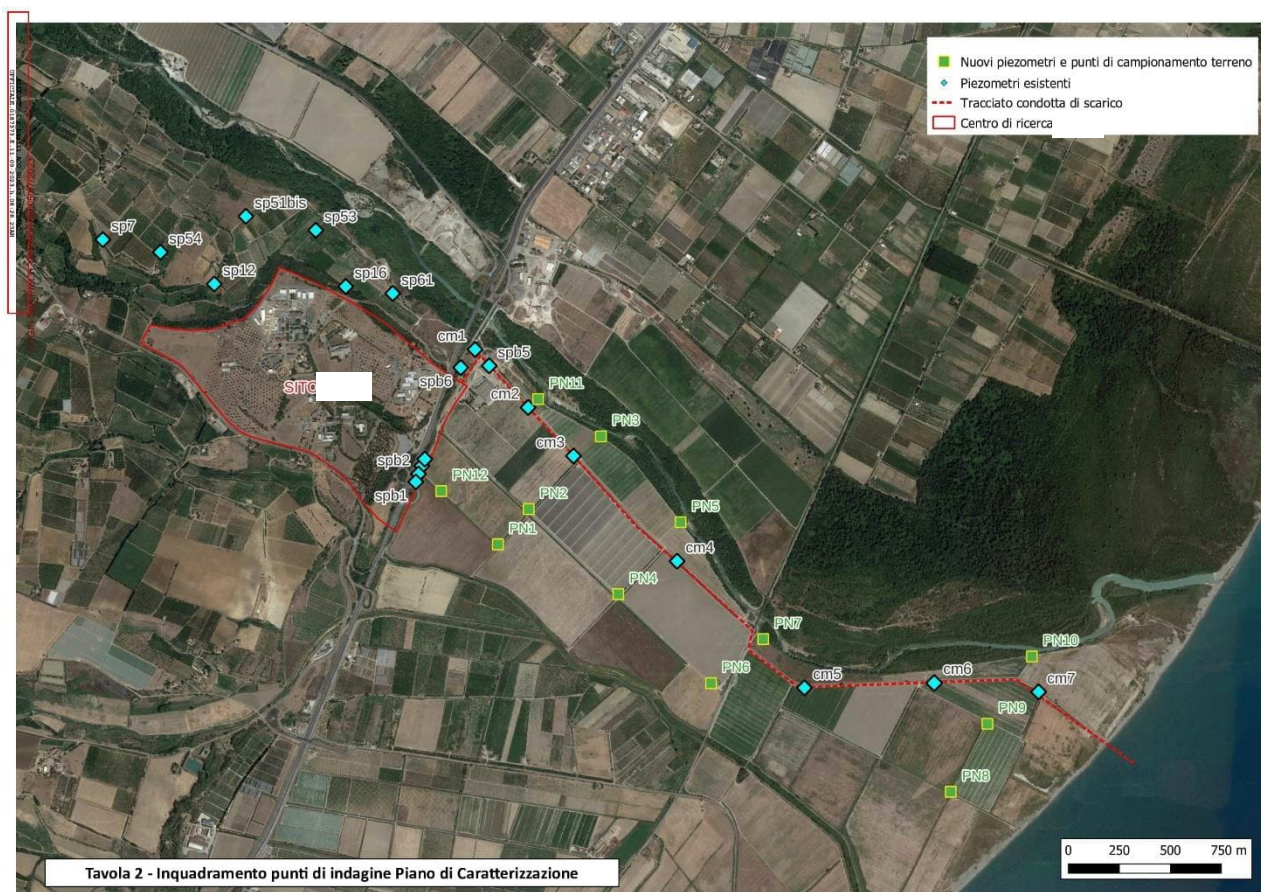 Nuovi piezometri e punti di campionamento terreno
Piezometri esistenti
Tracciato condotta di scarico
Centro di ricerca
sp51bis
sp53
sp7
sp54
sp12
sp16
sp61
cm1
spb5
spb6
SITO
cm2
PN11
PN3
cm3
spb2
spb1
PN12
PN2
PN1
PN5
cm4
PN4
PN7
PN6
cm5
cm6
PN10
cm7
PN9
PN8
0 250 500 750 m
Tavola 2 - Inquadramento punti di indagine Piano di Caratterizzazione